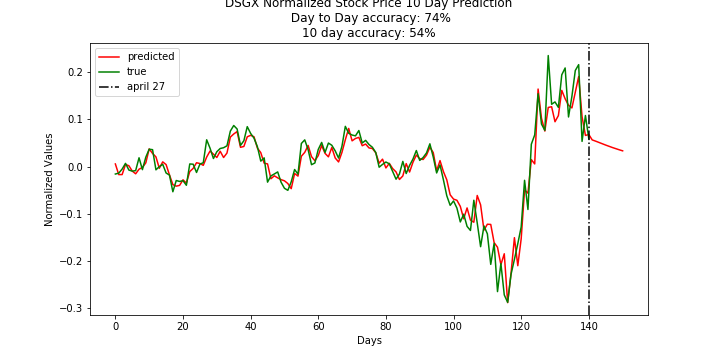 DSGX Normalized Stock Price 10 Day Prediction
Day to Day accuracy: 74%
10 day accuracy: 54%
predicted
true
april 27
Normalized Values
0.2
0.1
0.0
−0.1
−0.2
−0.3
0
20
40
60
80
100
120
140
Days